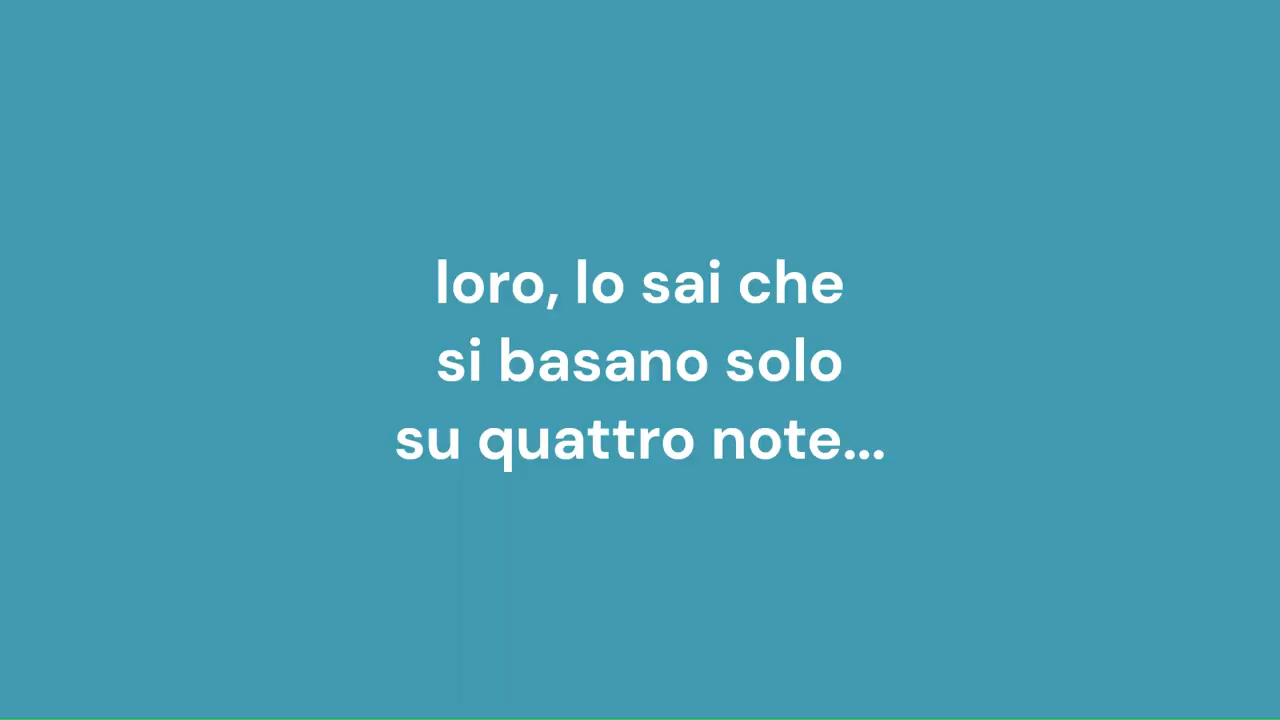 loro, lo sai che
si basano solo
su quattro note...